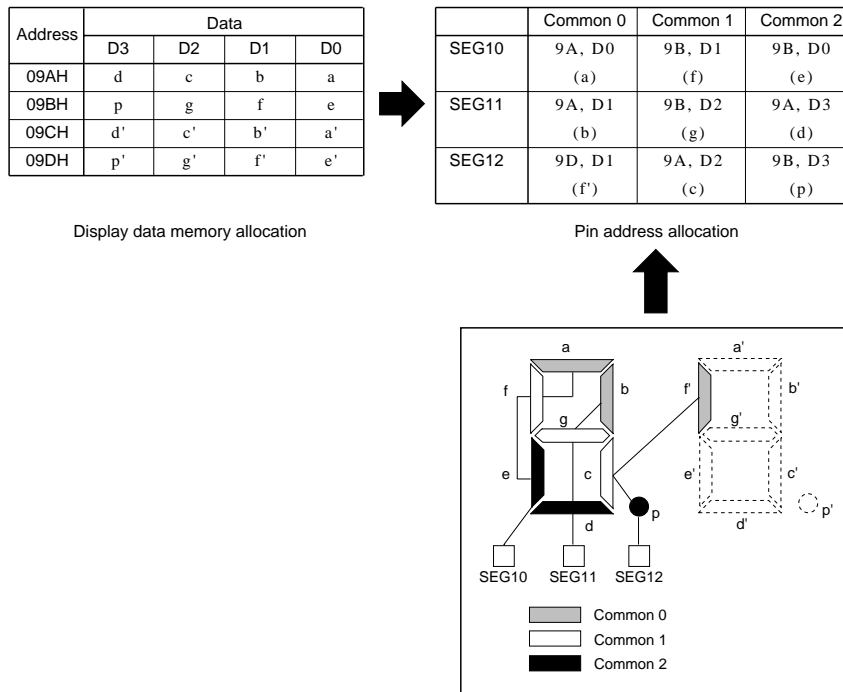 Address Data
D3 D2 D1 D0
09AH d c b a
09BH p g f e
09CH d' c' b' a'
09DH p' g' f' e'
Display data memory allocation
Common 0 Common 1 Common 2
SEG10 9A, D0 9B, D1 9B, D0
(a) (f) (e)
SEG11 9A, D1 9B, D2 9A, D3
(b) (g) (d)
SEG12 9D, D1 9A, D2 9B, D3
(f') (c) (p)
Pin address allocation
a a'
f b f' b'
g g'
e c e' c'
d p d' p'
SEG10 SEG11 SEG12
Common 0
Common 1
Common 2